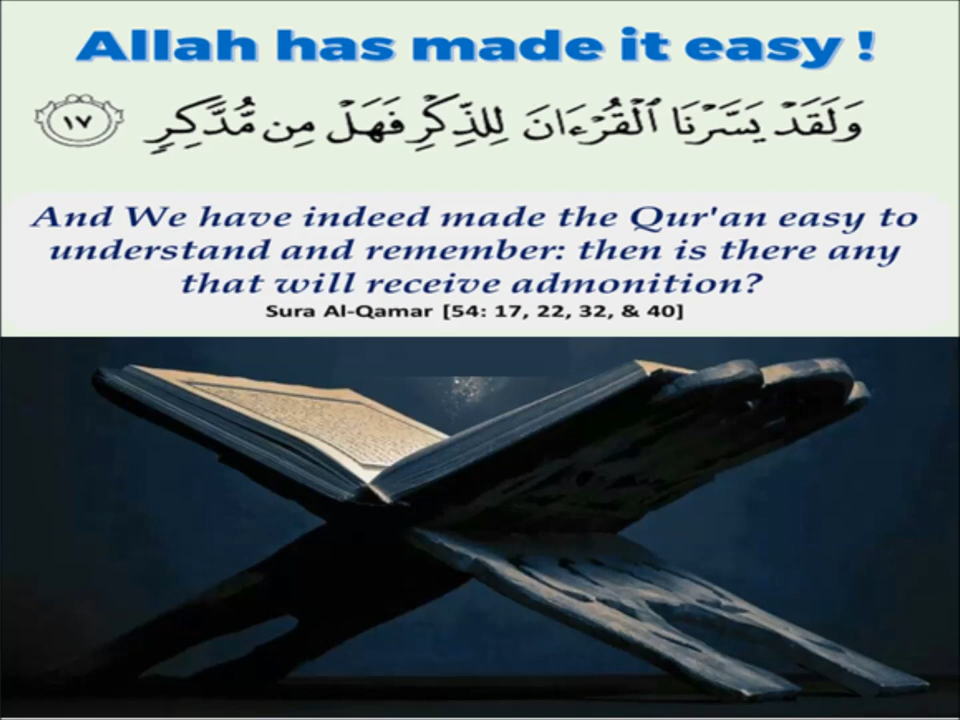 Allah has made it easy !
وَلَقَدْ يَسَّرْنَا ٱلْقُرْءَانَ لِلذِّكْرِ فَهَلْ مِن مُّدَّكِرٍ ١٧
And We have indeed made the Qur'an easy to
understand and remember: then is there any
that will receive admonition?
Sura Al-Qamar [54: 17, 22, 32, & 40]